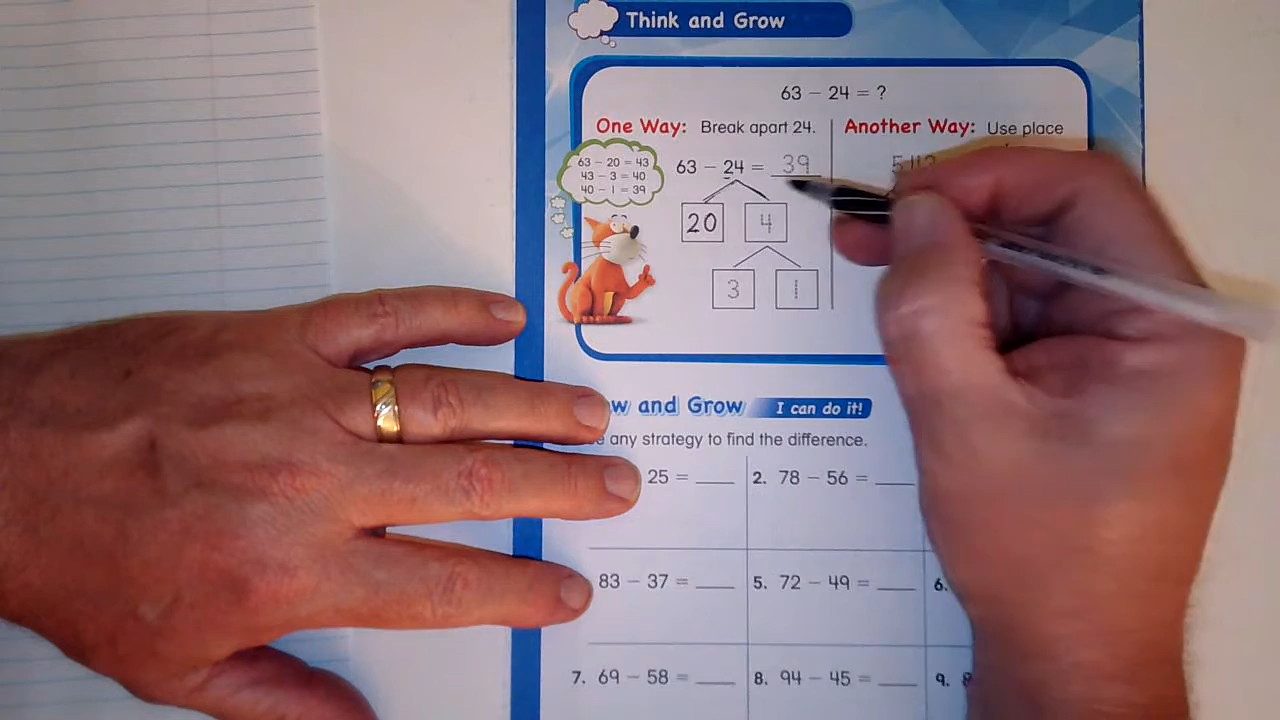 Think and Grow
63 − 24 = ?
One Way: Break apart 24.
Another Way: Use place
63 − 20 = 43
43 − 3 = 40
40 − 1 = 39
63 − 24 = 39
20 4
3 1
and Grow I can do it!
any strategy to find the difference.
25 = ____
2. 78 − 56 = ____
83 − 37 = ____
5. 72 − 49 = ____
6.
7. 69 − 58 = ____
8. 94 − 45 = ____
9.